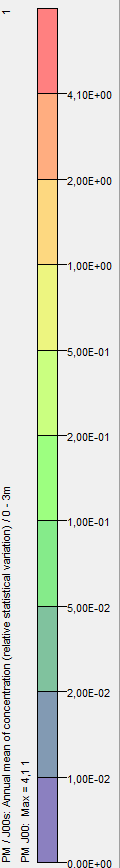 PM / J00s: Annual mean of concentration (relative statistical variation) / 0 - 3m
1
PM J00: Max = 4,1 1
4,10E+00
2,00E+00
1,00E+00
5,00E-01
2,00E-01
1,00E-01
5,00E-02
2,00E-02
1,00E-02
0,00E+00